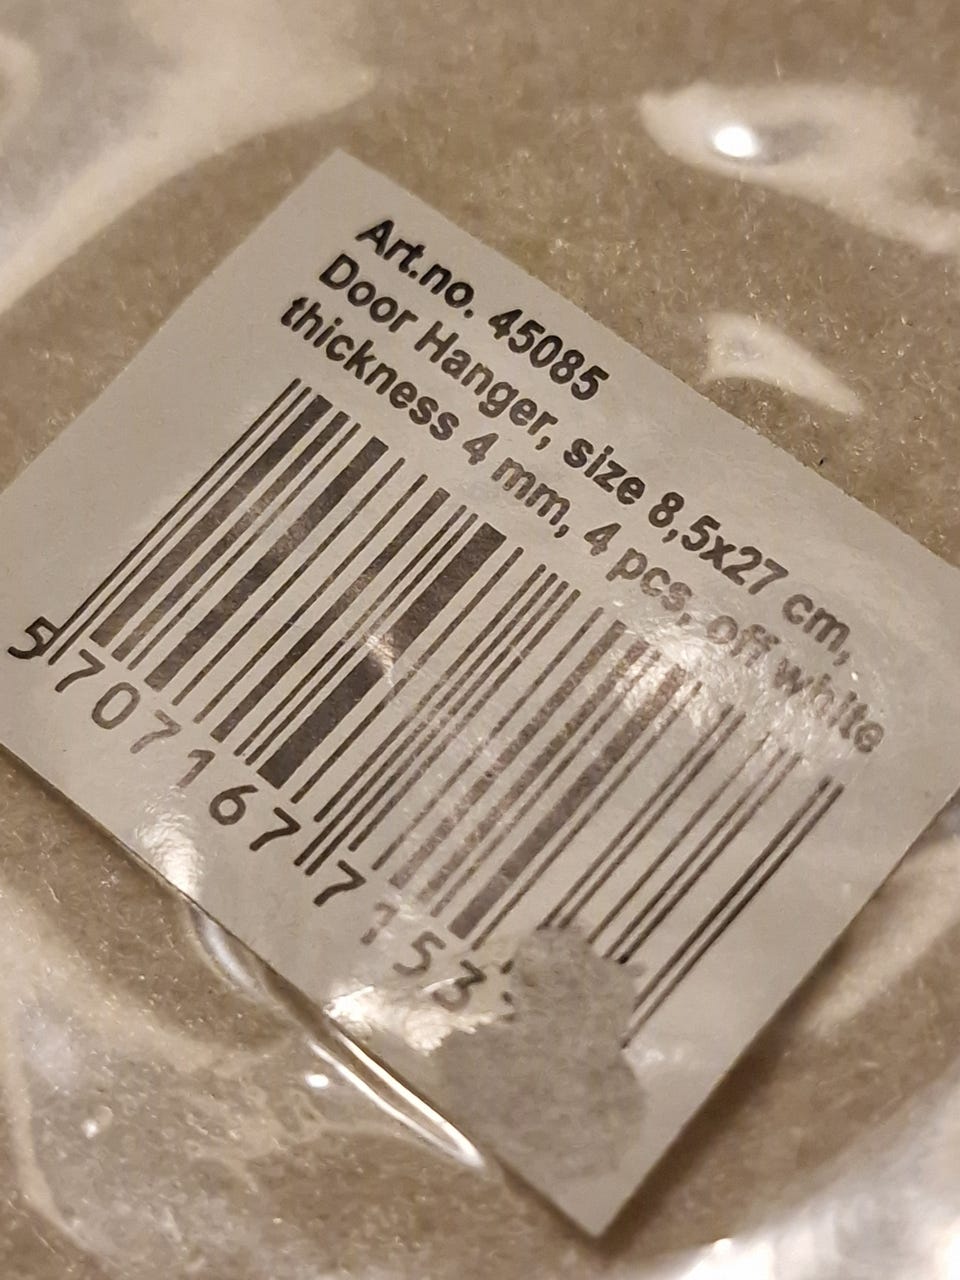 Art.no. 45085
Door Hanger, size 8,5x27 cm,
thickness 4 mm, 4 pcs, off white
5 707167 7153